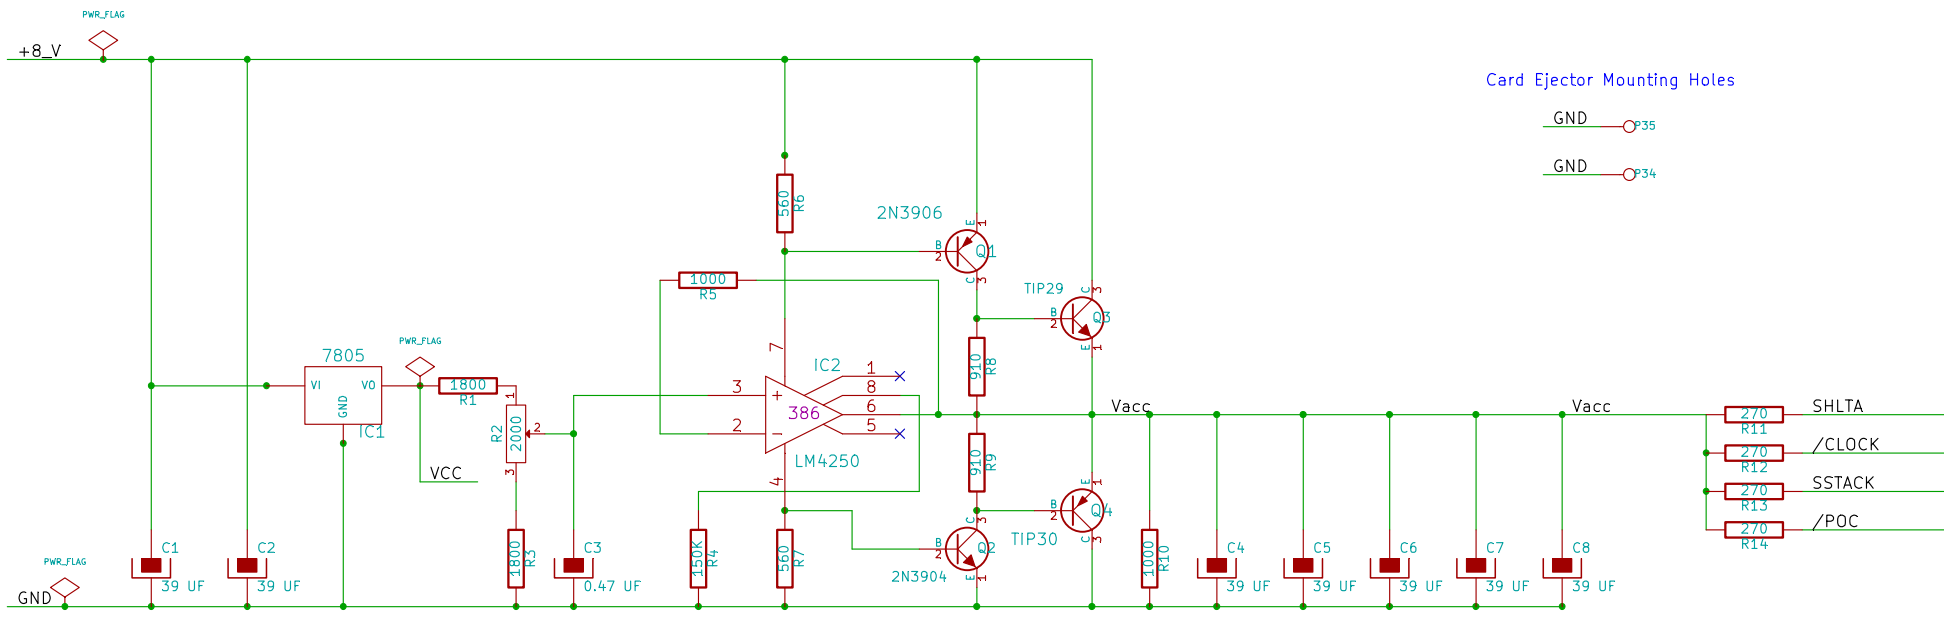 PWR_FLAG
+8_V
Card Ejector Mounting Holes
GND
P35
GND
P34
560
R6
2N3906
E
1
B
2
Q1
C
3
1000
R5
TIP29
C
3
B
2
Q3
E
1
PWR_FLAG
7805
VI
VO
GND
IC1
1800
R1
VCC
1
R2
2000
2
3
7
IC2
3
+
386
2
-
1
8
6
5
LM4250
4
910
R8
Vacc
Vacc
910
R9
E
1
B
2
Q4
C
3
TIP30
C
3
B
2
Q2
E
1
2N3904
270
R11
SHLTA
270
R12
/CLOCK
270
R13
SSTACK
270
R14
/POC
PWR_FLAG
GND
C1
39 UF
C2
39 UF
1800
R3
C3
0.47 UF
150K
R4
560
R7
1000
R10
C4
39 UF
C5
39 UF
C6
39 UF
C7
39 UF
C8
39 UF